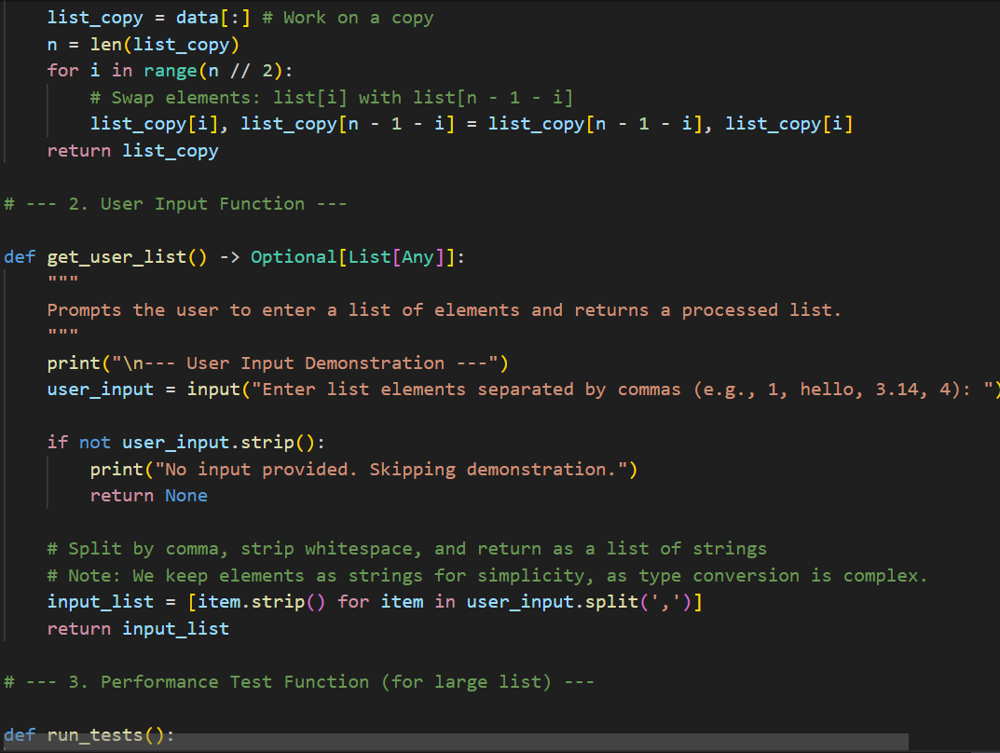 list_copy = data[:] # Work on a copy
    n = len(list_copy)
    for i in range(n // 2):
        # Swap elements: list[i] with list[n - 1 - i]
        list_copy[i], list_copy[n - 1 - i] = list_copy[n - 1 - i], list_copy[i]
    return list_copy

# --- 2. User Input Function ---

def get_user_list() -> Optional[List[Any]]:
    """
    Prompts the user to enter a list of elements and returns a processed list.
    """
    print("\n--- User Input Demonstration ---")
    user_input = input("Enter list elements separated by commas (e.g., 1, hello, 3.14, 4): ")

    if not user_input.strip():
        print("No input provided. Skipping demonstration.")
        return None

    # Split by comma, strip whitespace, and return as a list of strings
    # Note: We keep elements as strings for simplicity, as type conversion is complex.
    input_list = [item.strip() for item in user_input.split(',')]
    return input_list

# --- 3. Performance Test Function (for large list) ---

def run_tests():